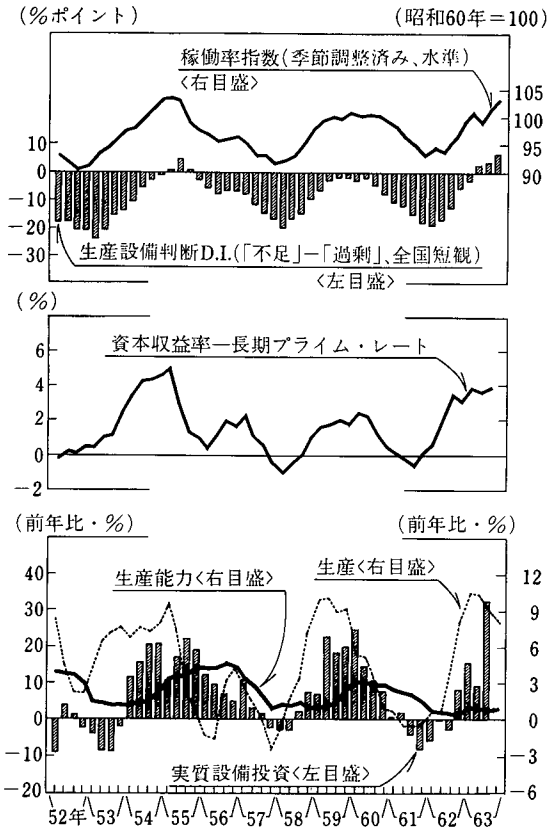 (%ポイント)
(昭和60年=100)
稼働率指数(季節調整済み、水準)
<右目盛>
105
100
95
90
10
0
-10
-20
-30
生産設備判断D.I.(「不足」-「過剰」、全国短観)
<左目盛>
(%)
資本収益率-長期プライム・レート
6
4
2
0
-2
(前年比・%)
(前年比・%)
生産能力<右目盛>
生産<右目盛>
40
30
20
10
0
-10
-20
12
9
6
3
0
-3
-6
実質設備投資<左目盛>
52年 53 54 55 56 57 58 59 60 61 62 63